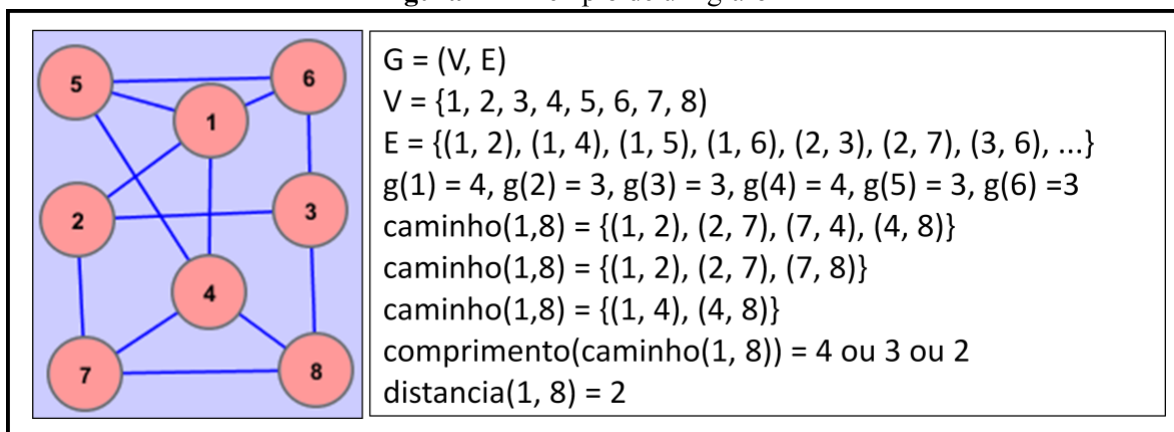 5
6
1
2
3
4
7
8
G = (V, E)
V = {1, 2, 3, 4, 5, 6, 7, 8)
E = {(1, 2), (1, 4), (1, 5), (1, 6), (2, 3), (2, 7), (3, 6), ...}
g(1) = 4, g(2) = 3, g(3) = 3, g(4) = 4, g(5) = 3, g(6) =3
caminho(1,8) = {(1, 2), (2, 7), (7, 4), (4, 8)}
caminho(1,8) = {(1, 2), (2, 7), (7, 8)}
caminho(1,8) = {(1, 4), (4, 8)}
comprimento(caminho(1, 8)) = 4 ou 3 ou 2
distancia(1, 8) = 2